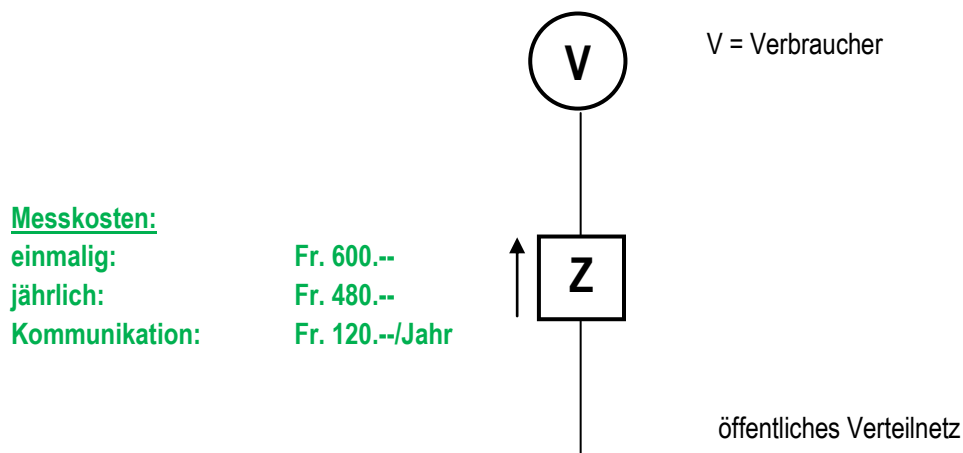 V
V = Verbraucher
Messkosten:
einmalig: Fr. 600.--
jährlich: Fr. 480.--
Kommunikation: Fr. 120.--/Jahr
Z
öffentliches Verteilnetz